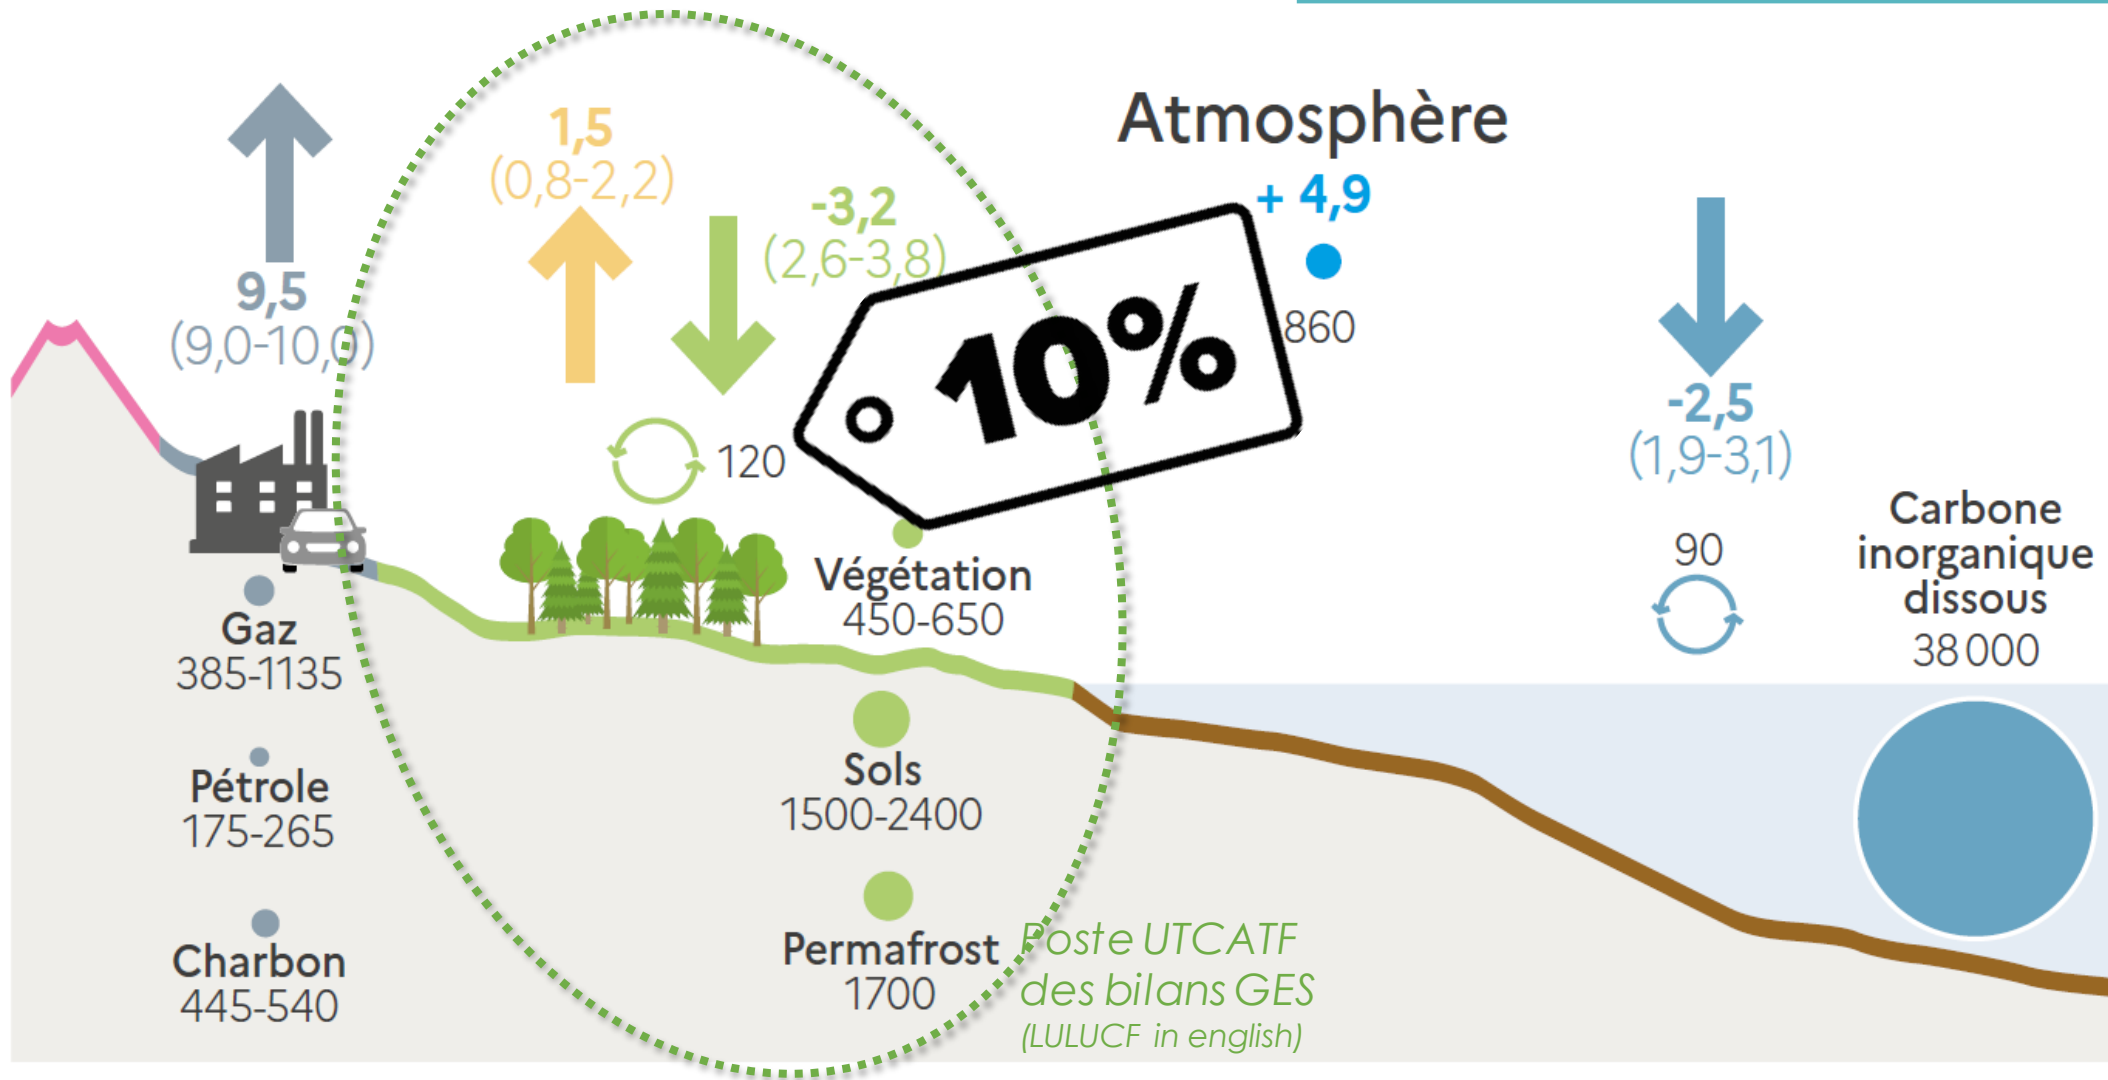 9,5
(9,0-10,0)
1,5
(0,8-2,2)
-3,2
(2,6-3,8)
Atmosphère
+ 4,9
860
10%
120
-2,5
(1,9-3,1)
90
Carbone
inorganique
dissous
38 000
Végétation
450-650
Gaz
385-1135
Sols
1500-2400
Pétrole
175-265
Permafrost
1700
Charbon
445-540
Poste UTCATF
des bilans GES
(LULUCF in english)